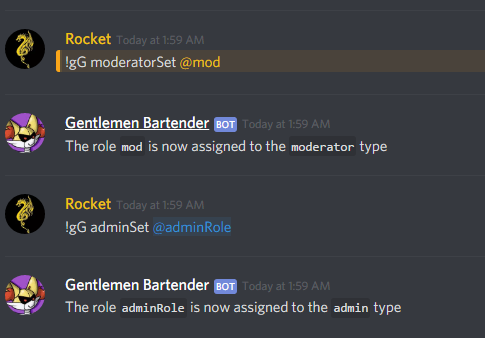 Rocket Today at 1:59 AM
!gG moderatorSet @mod
Gentlemen Bartender BOT Today at 1:59 AM
The role mod is now assigned to the moderator type
Rocket Today at 1:59 AM
!gG adminSet @adminRole
Gentlemen Bartender BOT Today at 1:59 AM
The role adminRole is now assigned to the admin type